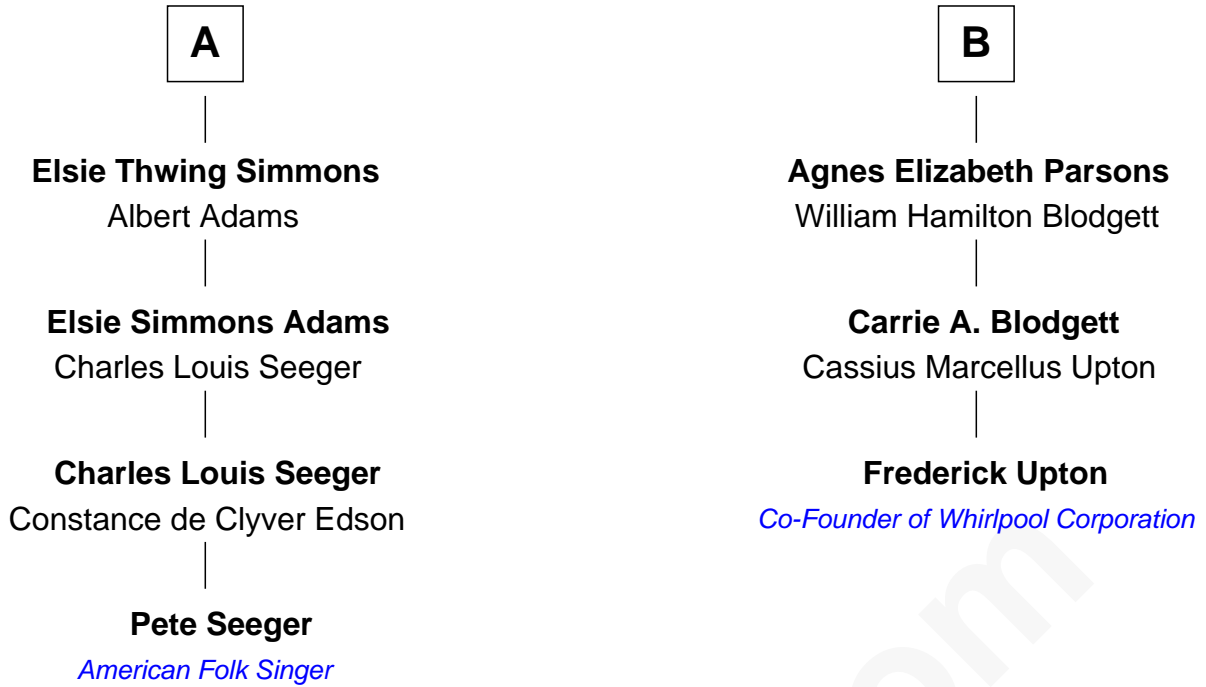 A
Elsie Thwing Simmons
Albert Adams
Elsie Simmons Adams
Charles Louis Seeger
Charles Louis Seeger
Constance de Clyver Edson
Pete Seeger
American Folk Singer
B
Agnes Elizabeth Parsons
William Hamilton Blodgett
Carrie A. Blodgett
Cassius Marcellus Upton
Frederick Upton
Co-Founder of Whirlpool Corporation
om